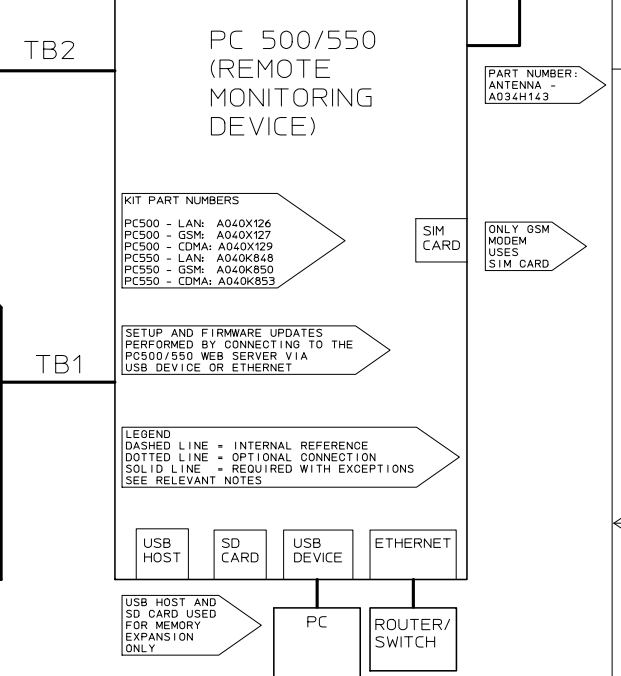 TB2
PC 500/550
(REMOTE
MONITORING
DEVICE)
PART NUMBER:
ANTENNA -
A034H143
KIT PART NUMBERS
PC500 - LAN: A040X126
PC500 - GSM: A040X127
PC500 - CDMA: A040X129
PC550 - LAN: A040K848
PC550 - GSM: A040K850
PC550 - CDMA: A040K853
SIM
CARD
ONLY GSM
MODEM
USES
SIM CARD
SETUP AND FIRMWARE UPDATES
PERFORMED BY CONNECTING TO THE
PC500/550 WEB SERVER VIA
USB DEVICE OR ETHERNET
TB1
LEGEND
DASHED LINE = INTERNAL REFERENCE
DOTTED LINE = OPTIONAL CONNECTION
SOLID LINE = REQUIRED WITH EXCEPTIONS
SEE RELEVANT NOTES
USB
HOST
SD
CARD
USB
DEVICE
ETHERNET
USB HOST AND
SD CARD USED
FOR MEMORY
EXPANSION
ONLY
PC
ROUTER/
SWITCH